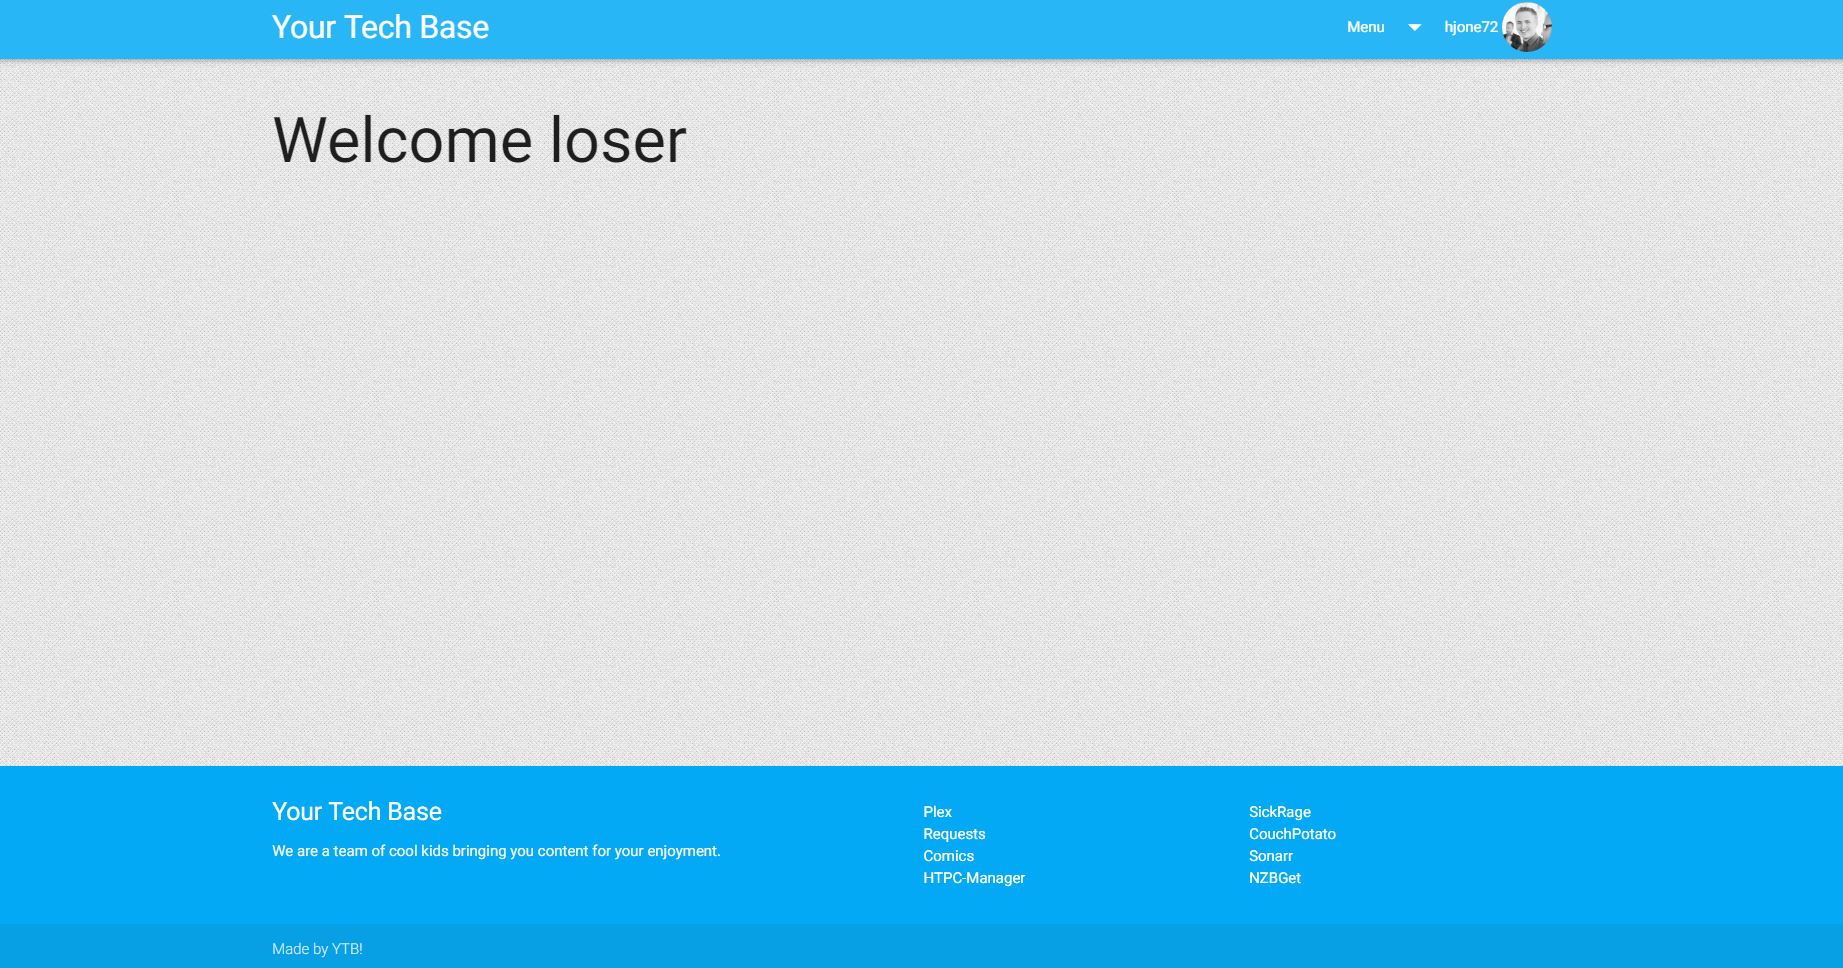 Your Tech Base
Menu
hjone72
Welcome loser
Your Tech Base
We are a team of cool kids bringing you content for your enjoyment.
Plex
Requests
Comics
HTPC-Manager
SickRage
CouchPotato
Sonarr
NZBGet
Made by YTB!